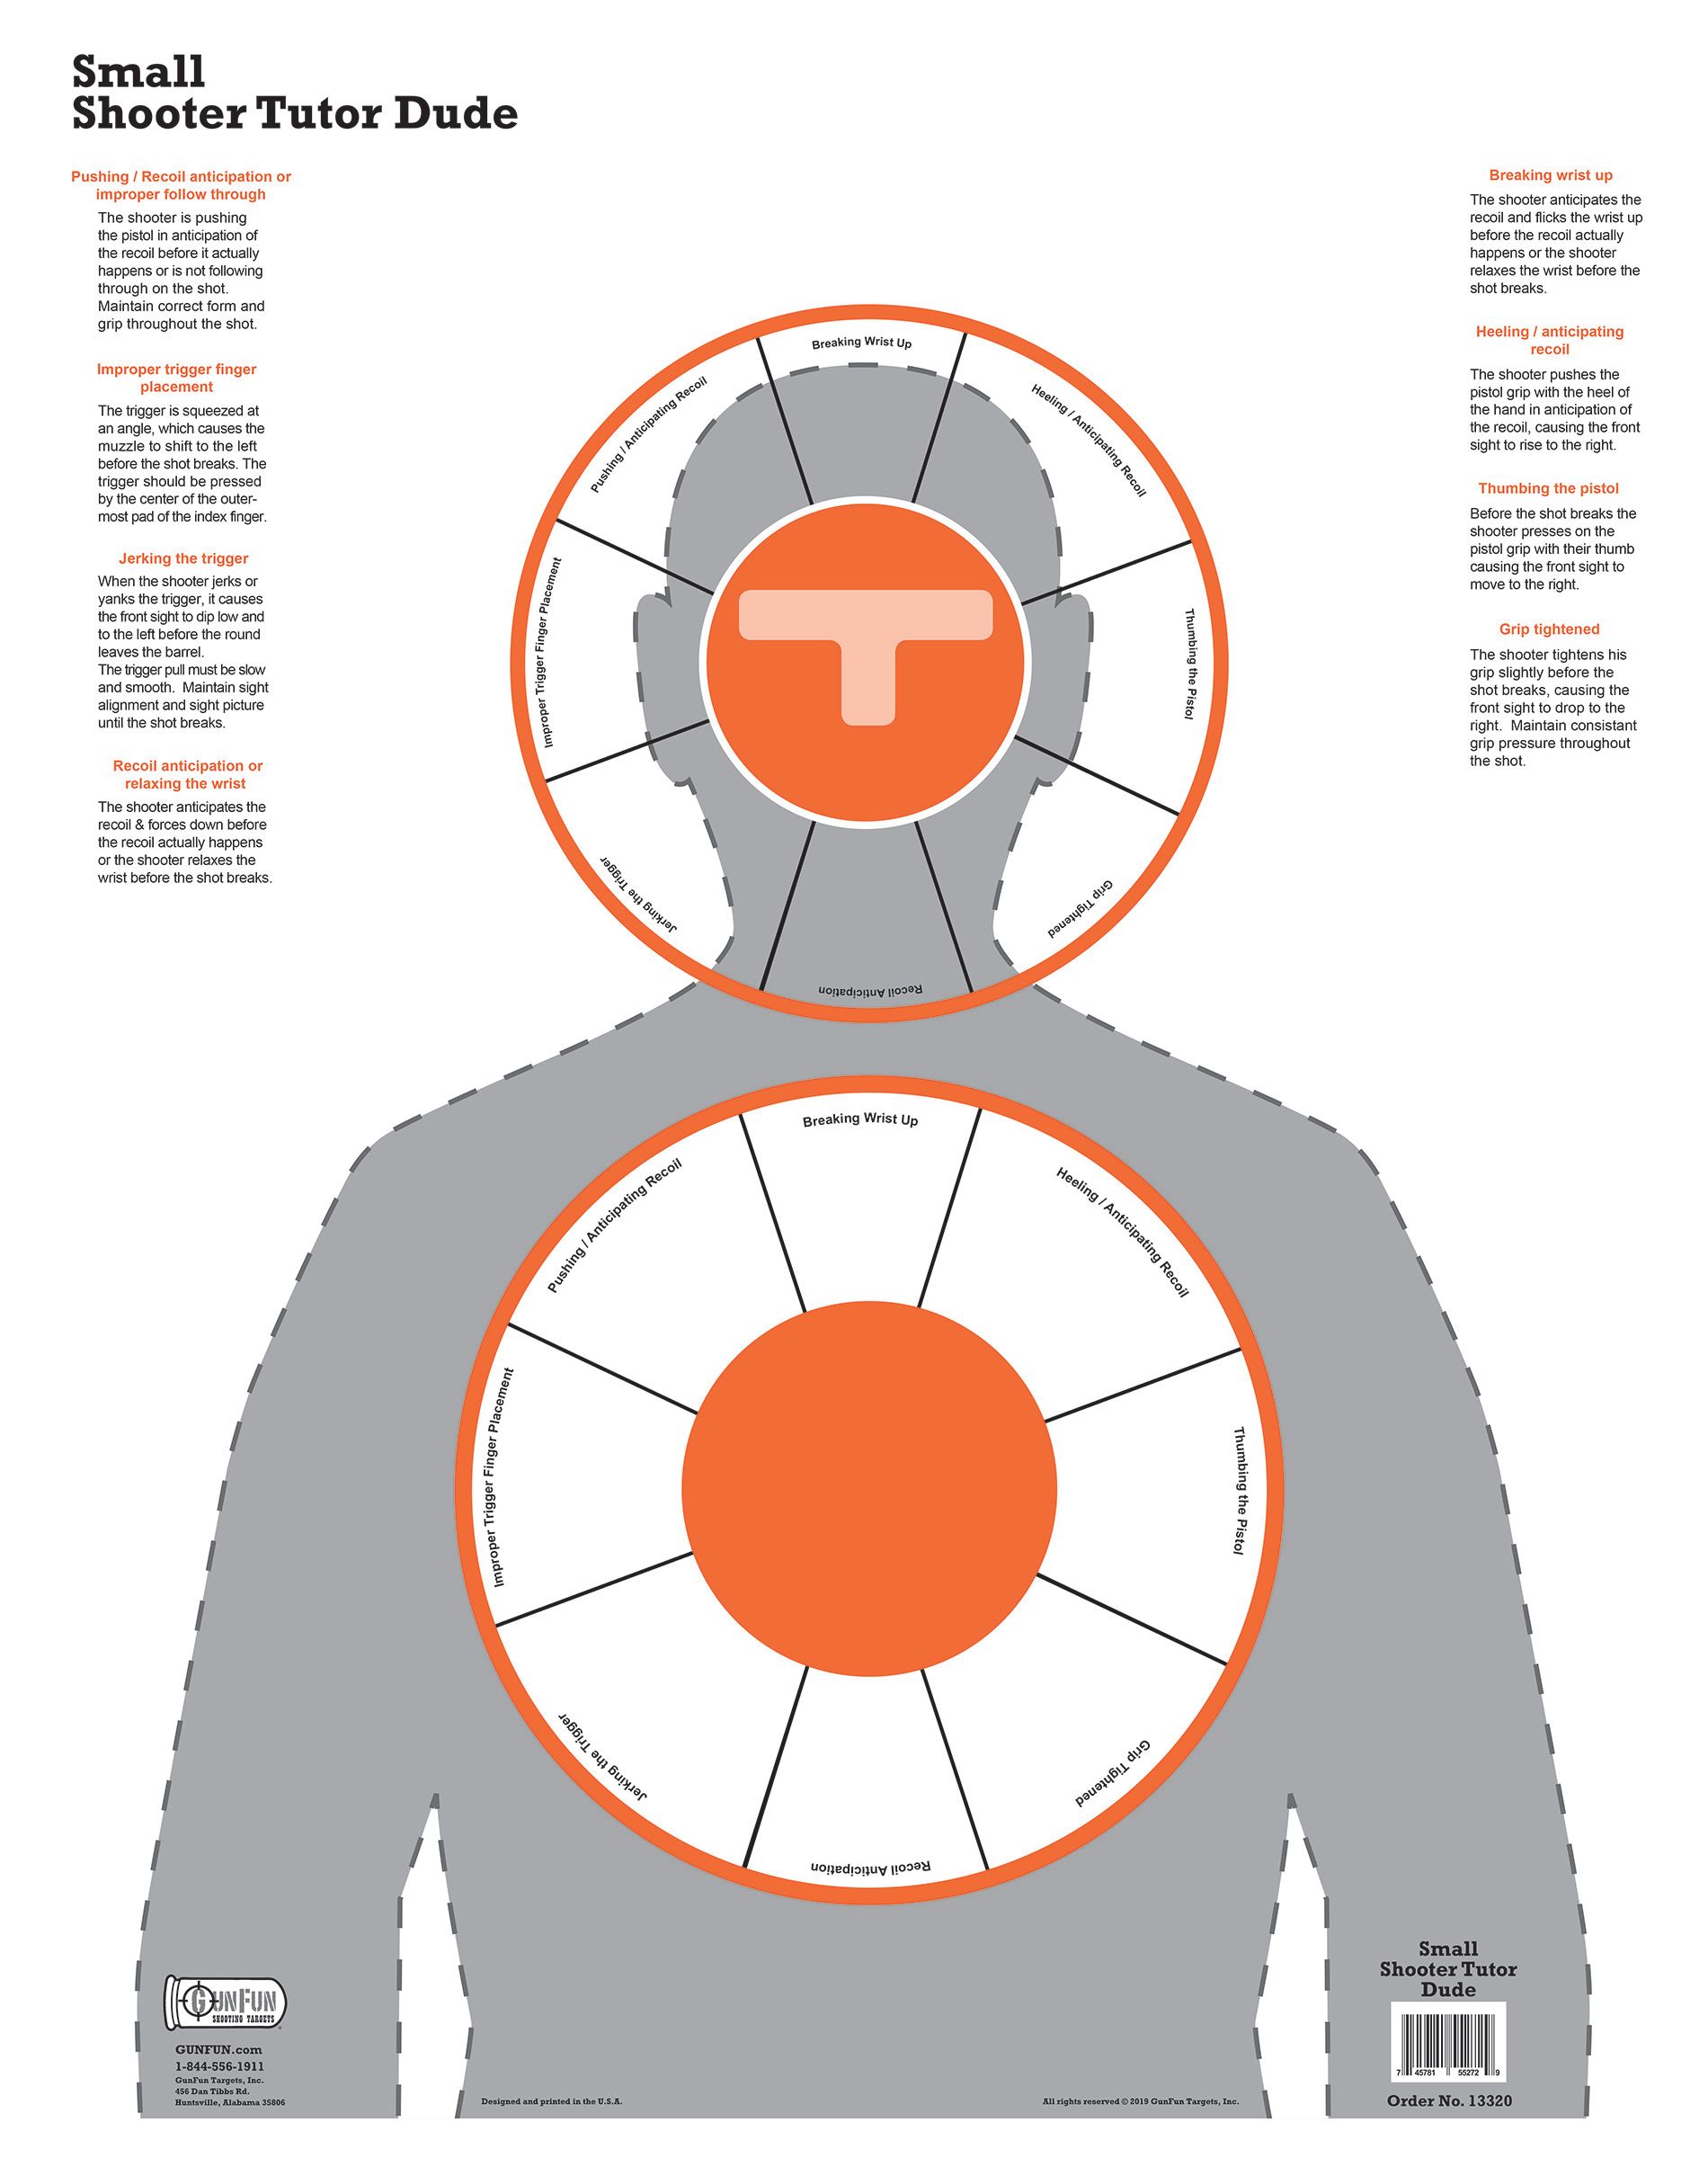 Small
Shooter Tutor Dude
Pushing / Recoil anticipation or
improper follow through
The shooter is pushing
the pistol in anticipation of
the recoil before it actually
happens or is not following
through on the shot.
Maintain correct form and
grip throughout the shot.
Improper trigger finger
placement
The trigger is squeezed at
an angle, which causes the
muzzle to shift to the left
before the shot breaks. The
trigger should be pressed
by the center of the outer-
most pad of the index finger.
Jerking the trigger
When the shooter jerks or
yanks the trigger, it causes
the front sight to dip low and
to the left before the round
leaves the barrel.
The trigger pull must be slow
and smooth.  Maintain sight
alignment and sight picture
until the shot breaks.
Recoil anticipation or
relaxing the wrist
The shooter anticipates the
recoil & forces down before
the recoil actually happens
or the shooter relaxes the
wrist before the shot breaks.
Breaking wrist up
The shooter anticipates the
recoil and flicks the wrist up
before the recoil actually
happens or the shooter
relaxes the wrist before the
shot breaks.
Heeling / anticipating
recoil
The shooter pushes the
pistol grip with the heel of
the hand in anticipation of
the recoil, causing the front
sight to rise to the right.
Thumbing the pistol
Before the shot breaks the
shooter presses on the
pistol grip with their thumb
causing the front sight to
move to the right.
Grip tightened
The shooter tightens his
grip slightly before the
shot breaks, causing the
front sight to drop to the
right.  Maintain consistant
grip pressure throughout
the shot.
Breaking Wrist Up
Heeling / Anticipating Recoil
Thumbing the Pistol
Grip Tightened
Recoil Anticipation
Jerking the Trigger
Improper Trigger Finger Placement
Pushing / Anticipating Recoil
Breaking Wrist Up
Heeling / Anticipating Recoil
Thumbing the Pistol
Grip Tightened
Recoil Anticipation
Jerking the Trigger
Improper Trigger Finger Placement
Pushing / Anticipating Recoil
GUNFUN
SHOOTING TARGETS
GUNFUN.com
1-844-556-1911
GunFun Targets, Inc.
456 Dan Tibbs Rd.
Huntsville, Alabama 35806
Designed and printed in the U.S.A.
All rights reserved © 2019 GunFun Targets, Inc.
Small
Shooter Tutor
Dude
7 45781 55272 9
Order No. 13320